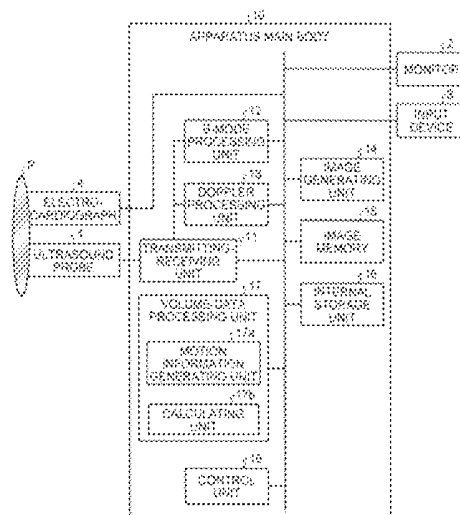 10
APPARATUS MAIN BODY
2
MONITOR
3
INPUT
DEVICE
12
B-MODE
PROCESSING
UNIT
14
IMAGE
GENERATING
UNIT
P
4
ELECTRO-
CARDIOGRAPH
13
DOPPLER
PROCESSING
UNIT
15
IMAGE
MEMORY
1
ULTRASOUND
PROBE
11
TRANSMITTING-
RECEIVING
UNIT
16
INTERNAL
STORAGE
UNIT
17
VOLUME-DATA
PROCESSING UNIT
17a
MOTION
INFORMATION
GENERATING UNIT
17b
CALCULATING
UNIT
CONTROL
UNIT